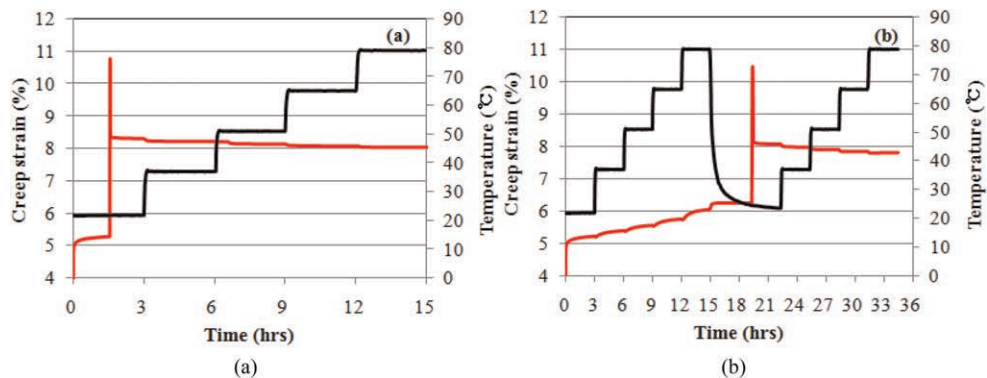 12 90 12 90
11 (a) 80 11 (b) 80
10 70 10 70
9 60 9 60
8 50 8 50
7 40 7 40
6 30 6 30
20 20
5 10 5 10
4 0 4 0
Creep strain (%)
Temperature (℃)
Creep strain (%)
Temperature (℃)
0 3 6 9 12 15
0 3 6 9 12 15 18 21 24 27 30 33 36
Time (hrs)
Time (hrs)
(a)
(b)